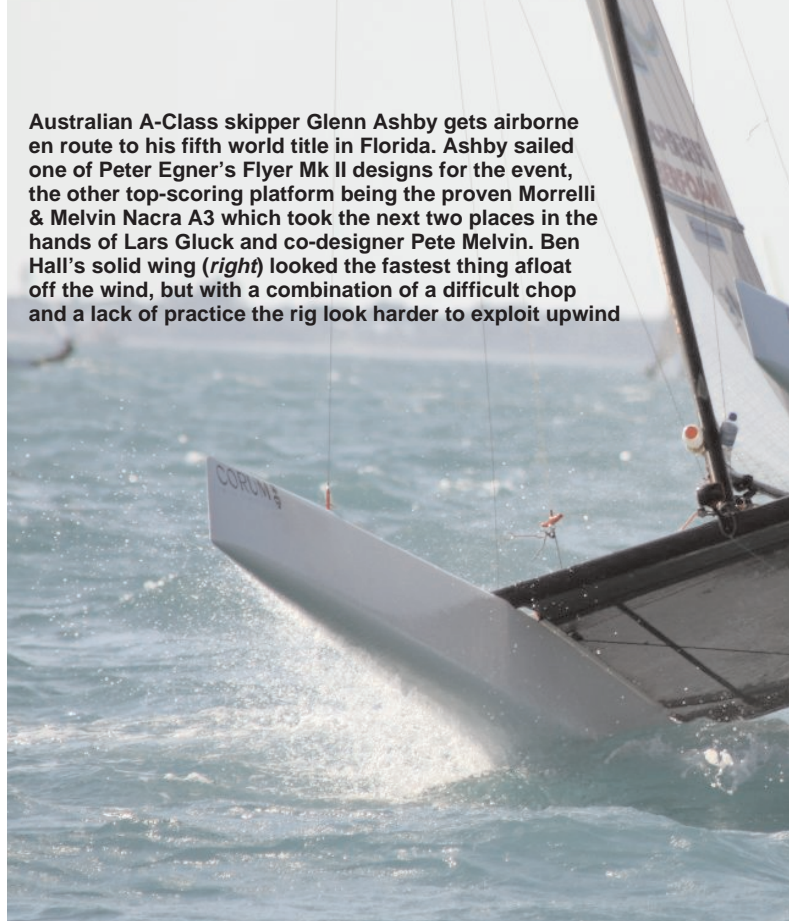 Australian A-Class skipper Glenn Ashby gets airborne
en route to his fifth world title in Florida. Ashby sailed
one of Peter Egner's Flyer Mk II designs for the event,
the other top-scoring platform being the proven Morrelli
& Melvin Nacra A3 which took the next two places in the
hands of Lars Gluck and co-designer Pete Melvin. Ben
Hall's solid wing (right) looked the fastest thing afloat
off the wind, but with a combination of a difficult chop
and a lack of practice the rig look harder to exploit upwind
CORUM